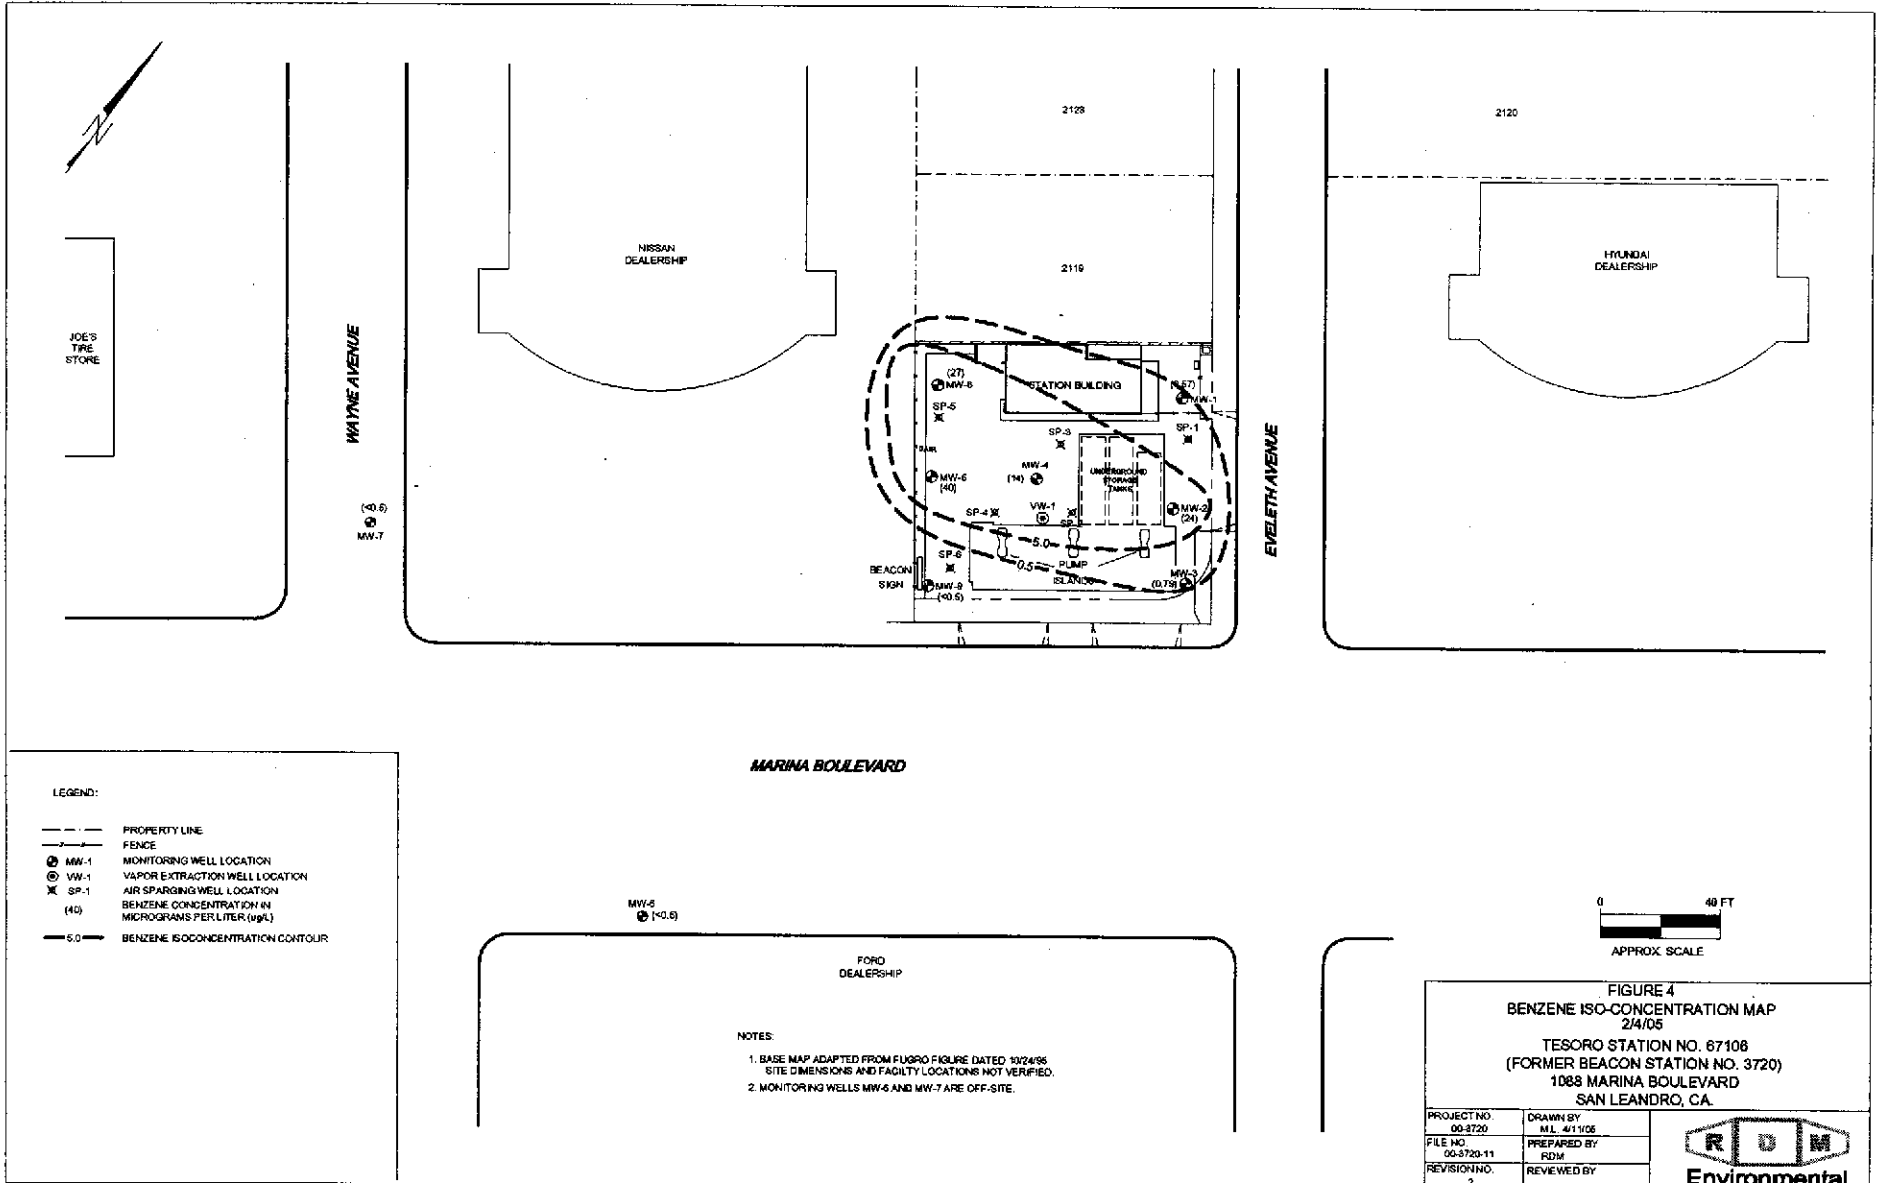 N
2128
2120
NISSAN
DEALERSHIP
2119
HYUNDAI
DEALERSHIP
JOE'S
TIRE
STORE
WAYNE AVENUE
EVELETH AVENUE
(27)
MW-8
STATION BUILDING
MW-1
SP-5
SP-3
SP-1
MW-4
(14)
UNDERGROUND
STORAGE
TANKS
(40)
VW-1
SP-4
MW-2
(24)
5.0
0.5
PUMP
ISLANDS
SP-6
BEACON
SIGN
MW-9
(<0.5)
MW-3
(<0.5)
MW-7
MARINA BOULEVARD
LEGEND:
PROPERTY LINE
FENCE
MW-1 MONITORING WELL LOCATION
VW-1 VAPOR EXTRACTION WELL LOCATION
SP-1 AIR SPARGING WELL LOCATION
(40) BENZENE CONCENTRATION IN
MICROGRAMS PER LITER (ug/L)
5.0 BENZENE ISOCONCENTRATION CONTOUR
MW-6
(<0.5)
FORD
DEALERSHIP
0 40 FT
APPROX. SCALE
NOTES:
1. BASE MAP ADAPTED FROM FUGRO FIGURE DATED 10/24/95
SITE DIMENSIONS AND FACILTY LOCATIONS NOT VERIFIED.
2. MONITORING WELLS MW-6 AND MW-7 ARE OFF-SITE.
FIGURE 4
BENZENE ISO-CONCENTRATION MAP
2/4/05
TESORO STATION NO. 67106
(FORMER BEACON STATION NO. 3720)
1088 MARINA BOULEVARD
SAN LEANDRO, CA.
PROJECT NO.
00-3720
DRAWN BY
M.L. 4/11/05
FILE NO.
00-3720-11
PREPARED BY
RDM
REVISION NO.
2
REVIEWED BY
RDM
Environmental